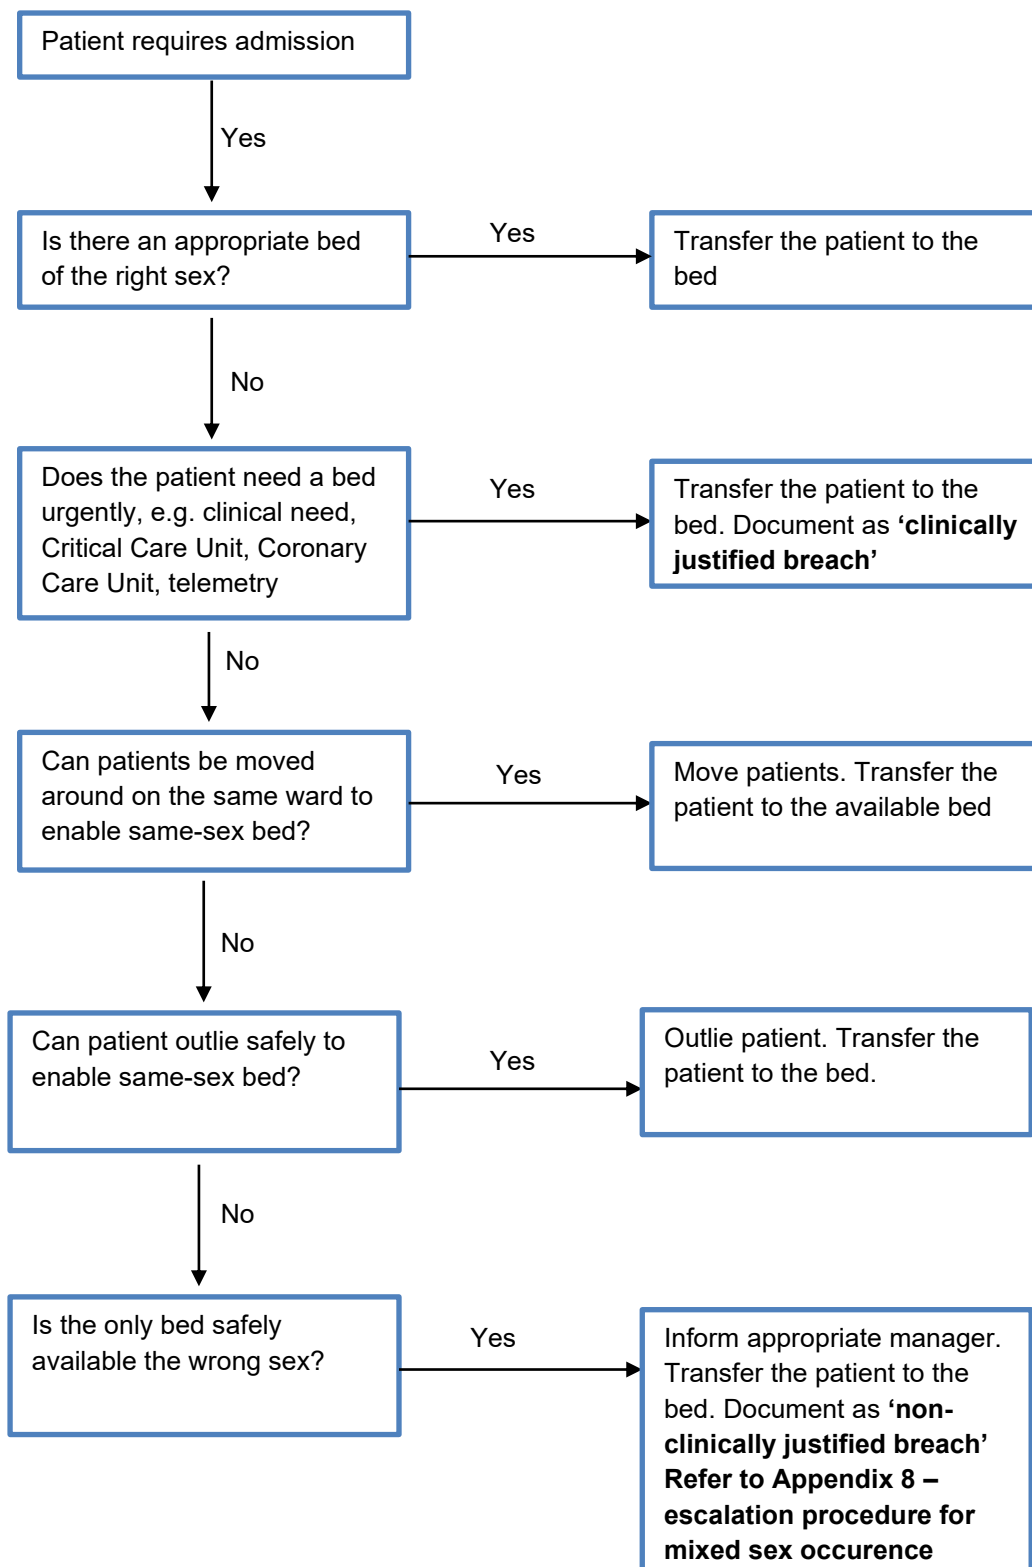 Patient requires admission
Yes
Is there an appropriate bed
of the right sex?
Yes
Transfer the patient to the
bed
No
Does the patient need a bed
urgently, e.g. clinical need,
Critical Care Unit, Coronary
Care Unit, telemetry
Yes
Transfer the patient to the
bed. Document as ‘clinically
justified breach’
No
Can patients be moved
around on the same ward to
enable same-sex bed?
Yes
Move patients. Transfer the
patient to the available bed
No
Can patient outlie safely to
enable same-sex bed?
Yes
Outlie patient. Transfer the
patient to the bed.
No
Is the only bed safely
available the wrong sex?
Yes
Inform appropriate manager.
Transfer the patient to the
bed. Document as ‘non-
clinically justified breach’
Refer to Appendix 8 –
escalation procedure for
mixed sex occurence